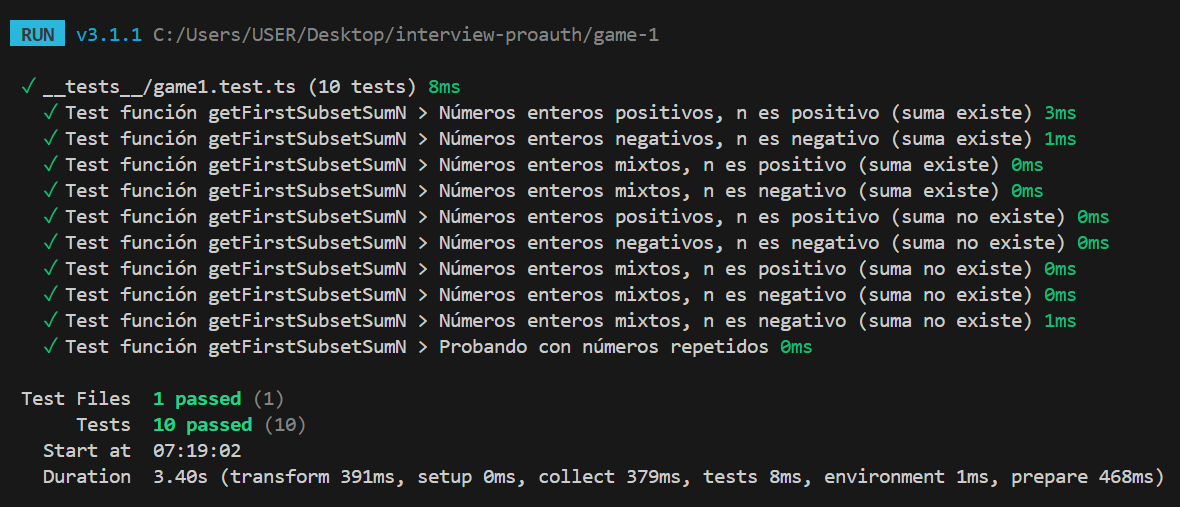 RUN v3.1.1 C:/Users/USER/Desktop/interview-proauth/game-1
✓ __tests__/game1.test.ts (10 tests) 8ms
✓ Test función getFirstSubsetSumN > Números enteros positivos, n es positivo (suma existe) 3ms
✓ Test función getFirstSubsetSumN > Números enteros negativos, n es negativo (suma existe) 1ms
✓ Test función getFirstSubsetSumN > Números enteros mixtos, n es positivo (suma existe) 0ms
✓ Test función getFirstSubsetSumN > Números enteros mixtos, n es negativo (suma existe) 0ms
✓ Test función getFirstSubsetSumN > Números enteros positivos, n es positivo (suma no existe) 0ms
✓ Test función getFirstSubsetSumN > Números enteros negativos, n es negativo (suma no existe) 0ms
✓ Test función getFirstSubsetSumN > Números enteros mixtos, n es positivo (suma no existe) 0ms
✓ Test función getFirstSubsetSumN > Números enteros mixtos, n es negativo (suma no existe) 0ms
✓ Test función getFirstSubsetSumN > Números enteros mixtos, n es negativo (suma no existe) 1ms
✓ Test función getFirstSubsetSumN > Probando con números repetidos 0ms
Test Files 1 passed (1)
Tests 10 passed (10)
Start at 07:19:02
Duration 3.40s (transform 391ms, setup 0ms, collect 379ms, tests 8ms, environment 1ms, prepare 468ms)